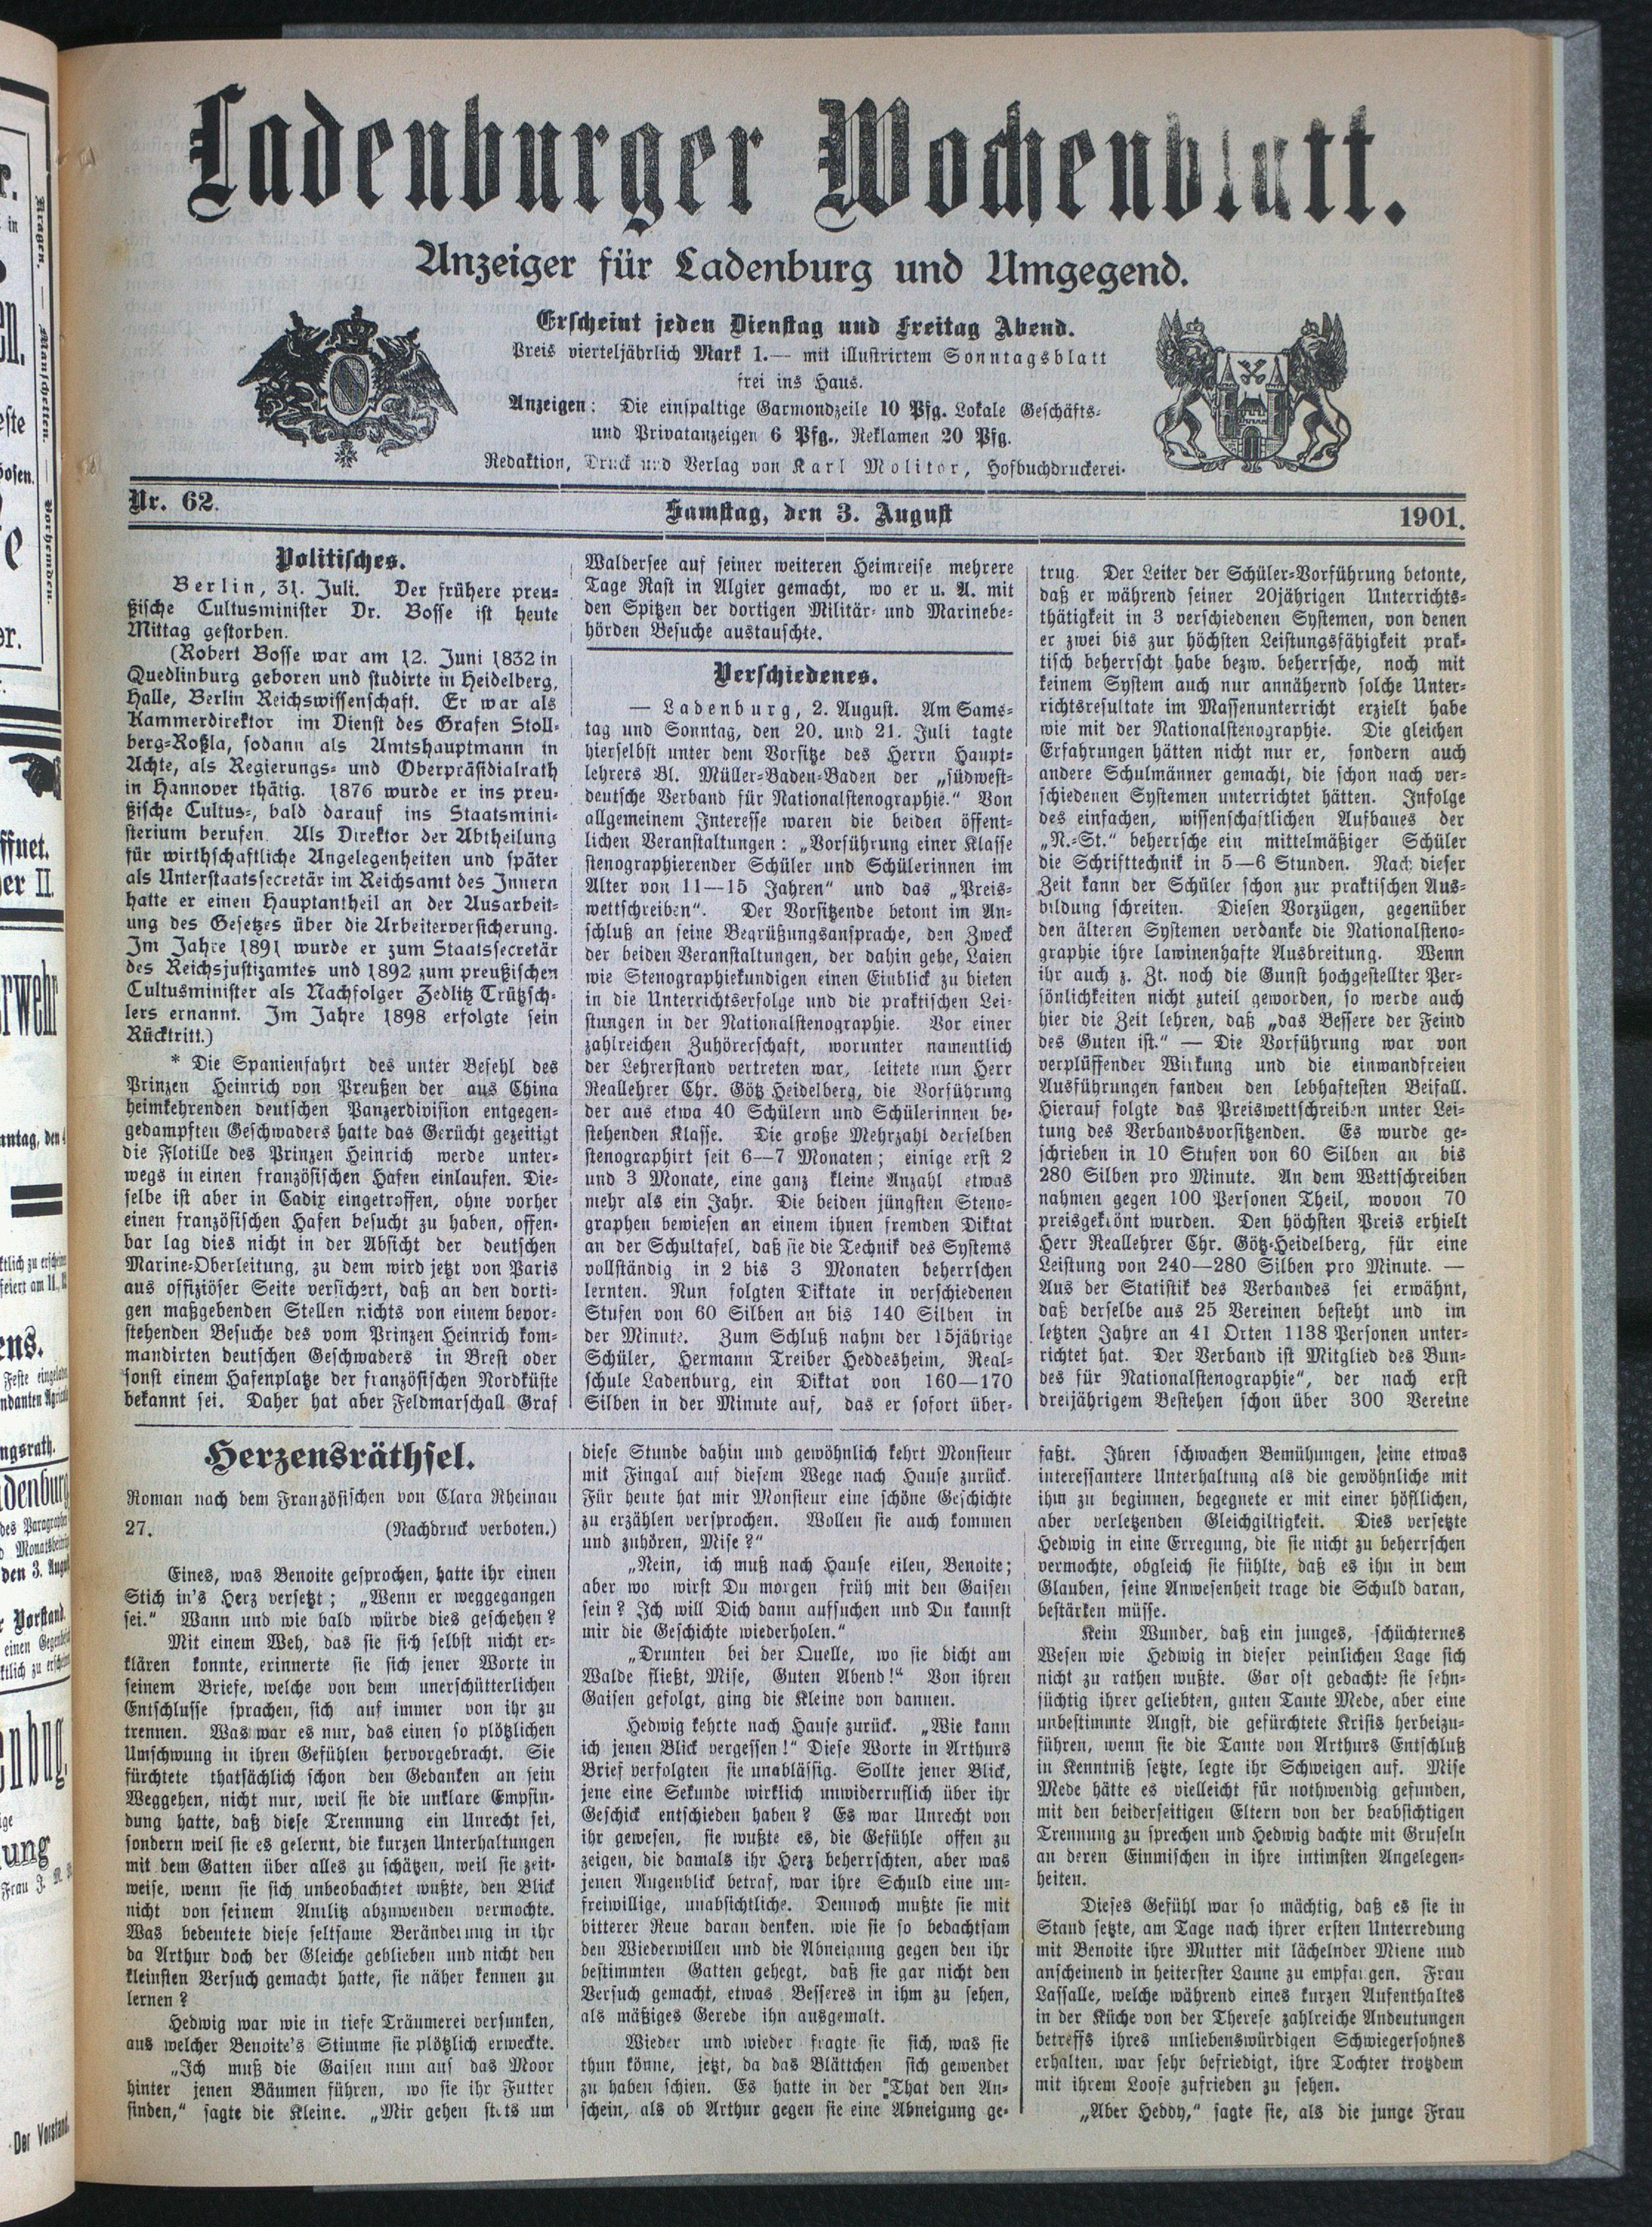 Ladenburger Wochenblatt.
Anzeiger für Ladenburg und Umgegend.
Erscheint jeden Dienstag und Freitag Abend.
Preis vierteljährlich Mark 1.— mit illustrirtem Sonntagsblatt
frei ins Haus.
Anzeigen: Die einspaltige Garmondzeile 10 Pfg. Lokale Geschäfts-
und Privatanzeigen 6 Pfg., Reklamen 20 Pfg.
Redaktion, Druck und Verlag von Karl Molitor, Hofbuchdruckerei.
Nr. 62. Samstag, den 3. August 1901.
Politisches.
Berlin, 31. Juli. Der frühere preu-
ßische Cultusminister Dr. Bosse ist heute
Mittag gestorben.
(Robert Bosse war am 12. Juni 1832 in
Quedlinburg geboren und studirte in Heidelberg,
Halle, Berlin Reichswissenschaft. Er war als
Kammerdirektor im Dienst des Grafen Stoll-
berg-Roßla, sodann als Amtshauptmann in
Achte, als Regierungs- und Oberpräsidialrath
in Hannover thätig. 1876 wurde er ins preu-
ßische Cultus-, bald darauf ins Staatsmini-
sterium berufen. Als Direktor der Abtheilung
für wirthschaftliche Angelegenheiten und später
als Unterstaatssecretär im Reichsamt des Innern
hatte er einen Hauptantheil an der Ausarbeit-
ung des Gesetzes über die Arbeiterversicherung.
Im Jahre 1891 wurde er zum Staatssecretär
des Reichsjustizamtes und 1892 zum preußischen
Cultusminister als Nachfolger Zedlitz Trützsch-
lers ernannt. Im Jahre 1898 erfolgte sein
Rücktritt.)
* Die Spanienfahrt des unter Befehl des
Prinzen Heinrich von Preußen der aus China
heimkehrenden deutschen Panzerdivision entgegen-
gedampften Geschwaders hatte das Gerücht gezeitigt
die Flotille des Prinzen Heinrich werde unter-
wegs in einen französischen Hafen einlaufen. Die-
selbe ist aber in Cadix eingetroffen, ohne vorher
einen französischen Hafen besucht zu haben, offen-
bar lag dies nicht in der Absicht der deutschen
Marine-Oberleitung, zu dem wird jetzt von Paris
aus offiziöser Seite versichert, daß an den dorti-
gen maßgebenden Stellen nichts von einem bevor-
stehenden Besuche des vom Prinzen Heinrich kom-
mandirten deutschen Geschwaders in Brest oder
sonst einem Hafenplatze der französischen Nordküste
bekannt sei. Daher hat aber Feldmarschall Graf
Waldersee auf seiner weiteren Heimreise mehrere
Tage Rast in Algier gemacht, wo er u. A. mit
den Spitzen der dortigen Militär- und Marinebe-
hörden Besuche austauschte.
Verschiedenes.
— Ladenburg, 2. August. Am Sams-
tag und Sonntag, den 20. und 21. Juli tagte
hierselbst unter dem Vorsitze des Herrn Haupt-
lehrers Bl. Müller-Baden-Baden der „südwest-
deutsche Verband für Nationalstenographie." Von
allgemeinem Interesse waren die beiden öffent-
lichen Veranstaltungen: „Vorführung einer Klasse
stenographierender Schüler und Schülerinnen im
Alter von 11—15 Jahren" und das „Preis-
wettschreiben". Der Vorsitzende betont im An-
schluß an seine Begrüßungsansprache, den Zweck
der beiden Veranstaltungen, der dahin gehe, Laien
wie Stenographiekundigen einen Einblick zu bieten
in die Unterrichtserfolge und die praktischen Lei-
stungen in der Nationalstenographie. Vor einer
zahlreichen Zuhörerschaft, worunter namentlich
der Lehrerstand vertreten war, leitete nun Herr
Reallehrer Chr. Götz Heidelberg, die Vorführung
der aus etwa 40 Schülern und Schülerinnen be-
stehenden Klasse. Die große Mehrzahl derselben
stenographirt seit 6—7 Monaten; einige erst 2
und 3 Monate, eine ganz kleine Anzahl etwas
mehr als ein Jahr. Die beiden jüngsten Steno-
graphen bewiesen an einem ihnen fremden Diktat
an der Schultafel, daß sie die Technik des Systems
vollständig in 2 bis 3 Monaten beherrschen
lernten. Nun folgten Diktate in verschiedenen
Stufen von 60 Silben an bis 140 Silben in
der Minute. Zum Schluß nahm der 15jährige
Schüler, Hermann Treiber Heddesheim, Real-
schule Ladenburg, ein Diktat von 160—170
Silben in der Minute auf, das er sofort über-
trug. Der Leiter der Schüler-Vorführung betonte,
daß er während seiner 20jährigen Unterrichts-
thätigkeit in 3 verschiedenen Systemen, von denen
er zwei bis zur höchsten Leistungsfähigkeit prak-
tisch beherrscht habe bezw. beherrsche, noch mit
keinem System auch nur annähernd solche Unter-
richtsresultate im Massenunterricht erzielt habe
wie mit der Nationalstenographie. Die gleichen
Erfahrungen hätten nicht nur er, sondern auch
andere Schulmänner gemacht, die schon nach ver-
schiedenen Systemen unterrichtet hätten. Infolge
des einfachen, wissenschaftlichen Aufbaues der
„N.-St." beherrsche ein mittelmäßiger Schüler
die Schrifttechnik in 5—6 Stunden. Nach dieser
Zeit kann der Schüler schon zur praktischen Aus-
bildung schreiten. Diesen Vorzügen, gegenüber
den älteren Systemen verdanke die Nationalsteno-
graphie ihre lawinenhafte Ausbreitung. Wenn
ihr auch z. Zt. noch die Gunst hochgestellter Per-
sönlichkeiten nicht zuteil geworden, so werde auch
hier die Zeit lehren, daß „das Bessere der Feind
des Guten ist." — Die Vorführung war von
verplüffender Wirkung und die einwandfreien
Ausführungen fanden den lebhaftesten Beifall.
Hierauf folgte das Preiswettschreiben unter Lei-
tung des Verbandsvorsitzenden. Es wurde ge-
schrieben in 10 Stufen von 60 Silben an bis
280 Silben pro Minute. An dem Wettschreiben
nahmen gegen 100 Personen Theil, wovon 70
preisgekrönt wurden. Den höchsten Preis erhielt
Herr Reallehrer Chr. Götz-Heidelberg, für eine
Leistung von 240—280 Silben pro Minute. —
Aus der Statistik des Verbandes sei erwähnt,
daß derselbe aus 25 Vereinen besteht und im
letzten Jahre an 41 Orten 1138 Personen unter-
richtet hat. Der Verband ist Mitglied des Bun-
des für Nationalstenographie", der nach erst
dreijährigem Bestehen schon über 300 Vereine
Herzensräthsel.
Roman nach dem Französischen von Clara Rheinau
27. (Nachdruck verboten.)
Eines, was Benoite gesprochen, hatte ihr einen
Stich in's Herz versetzt; „Wenn er weggegangen
sei." Wann und wie bald würde dies geschehen?
Mit einem Weh, das sie sich selbst nicht er-
klären konnte, erinnerte sie sich jener Worte in
seinem Briefe, welche von dem unerschütterlichen
Entschlusse sprachen, sich auf immer von ihr zu
trennen. Was war es nur, das einen so plötzlichen
Umschwung in ihren Gefühlen hervorgebracht. Sie
fürchtete thatsächlich schon den Gedanken an sein
Weggehen, nicht nur, weil sie die unklare Empfin-
dung hatte, daß diese Trennung ein Unrecht sei,
sondern weil sie es gelernt, die kurzen Unterhaltungen
mit dem Gatten über alles zu schätzen, weil sie zeit-
weise, wenn sie sich unbeobachtet wußte, den Blick
nicht von seinem Antlitz abzuwenden vermochte.
Was bedeutete diese seltsame Veränderung in ihr
da Arthur doch der Gleiche geblieben und nicht den
kleinsten Versuch gemacht hatte, sie näher kennen zu
lernen?
Hedwig war wie in tiefe Träumerei versunken,
aus welcher Benoite's Stimme sie plötzlich erweckte.
„Ich muß die Gaisen nun auf das Moor
hinter jenen Bäumen führen, wo sie ihr Futter
finden," sagte die Kleine. „Mir gehen stets um
diese Stunde dahin und gewöhnlich kehrt Monsieur
mit Fingal auf diesem Wege nach Hause zurück.
Für heute hat mir Monsieur eine schöne Geschichte
zu erzählen versprochen. Wollen sie auch kommen
und zuhören, Mise?"
„Nein, ich muß nach Hause eilen, Benoite;
aber wo wirst Du morgen früh mit den Gaisen
sein? Ich will Dich dann aufsuchen und Du kannst
mir die Geschichte wiederholen."
„Drunten bei der Quelle, wo sie dicht am
Walde fließt, Mise, Guten Abend!" Von ihren
Gaisen gefolgt, ging die Kleine von dannen.
Hedwig kehrte nach Hause zurück. „Wie kann
ich jenen Blick vergessen!" Diese Worte in Arthurs
Brief verfolgten sie unablässig. Sollte jener Blick,
jene eine Sekunde wirklich unwiderruflich über ihr
Geschick entschieden haben? Es war Unrecht von
ihr gewesen, sie wußte es, die Gefühle offen zu
zeigen, die damals ihr Herz beherrschten, aber was
jenen Augenblick betraf, war ihre Schuld eine un-
freiwillige, unabsichtliche. Dennoch mußte sie mit
bitterer Reue daran denken, wie sie so bedachtsam
den Wiederwillen und die Abneigung gegen den ihr
bestimmten Gatten gehegt, daß sie gar nicht den
Versuch gemacht, etwas Besseres in ihm zu sehen,
als mäßiges Gerede ihn ausgemalt.
Wieder und wieder fragte sie sich, was sie
thun könne, jetzt, da das Blättchen sich gewendet
zu haben schien. Es hatte in der That den An-
schein, als ob Arthur gegen sie eine Abneigung ge-
faßt. Ihren schwachen Bemühungen, seine etwas
interessantere Unterhaltung als die gewöhnliche mit
ihm zu beginnen, begegnete er mit einer höfllichen,
aber verletzenden Gleichgiltigkeit. Dies versetzte
Hedwig in eine Erregung, die sie nicht zu beherrschen
vermochte, obgleich sie fühlte, daß es ihn in dem
Glauben, seine Anwesenheit trage die Schuld daran,
bestärken müsse.
Kein Wunder, daß ein junges, schüchternes
Wesen wie Hedwig in dieser peinlichen Lage sich
nicht zu rathen wußte. Gar oft gedachte sie sehn-
süchtig ihrer geliebten, guten Tante Mede, aber eine
unbestimmte Angst, die gefürchtete Krisis herbeizu-
führen, wenn sie die Tante von Arthurs Entschluß
in Kenntniß setzte, legte ihr Schweigen auf. Mise
Mede hätte es vielleicht für nothwendig gefunden,
mit den beiderseitigen Eltern von der beabsichtigen
Trennung zu sprechen und Hedwig dachte mit Gruseln
an deren Einmischen in ihre intimsten Angelegen-
heiten.
Dieses Gefühl war so mächtig, daß es sie in
Stand setzte, am Tage nach ihrer ersten Unterredung
mit Benoite ihre Mutter mit lächelnder Miene und
anscheinend in heiterster Laune zu empfangen. Frau
Lassalle, welche während eines kurzen Aufenthaltes
in der Küche von der Therese zahlreiche Andeutungen
betreffs ihres unliebenswürdigen Schwiegersohnes
erhalten, war sehr befriedigt, ihre Tochter trotzdem
mit ihrem Loose zufrieden zu sehen.
„Aber Heddy," sagte sie, als die junge Frau